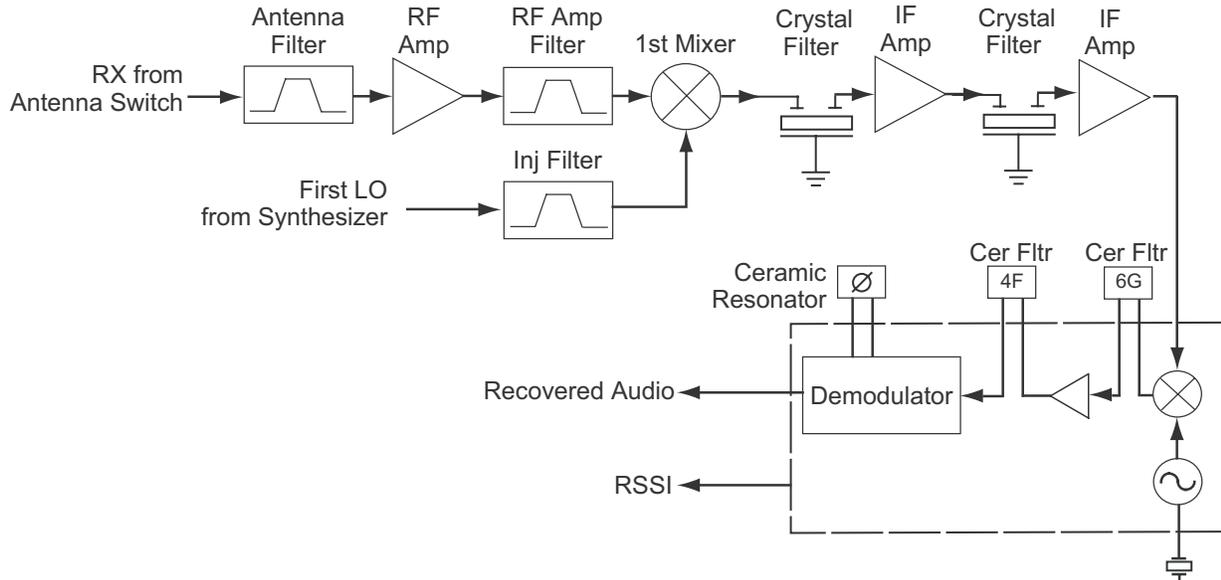 Antenna
Filter
RF
Amp
RF Amp
Filter
1st Mixer
Crystal
Filter
IF
Amp
Crystal
Filter
IF
Amp
RX from
Antenna Switch
Inj Filter
First LO
from Synthesizer
Ceramic
Resonator
Cer Fltr
4F
Cer Fltr
6G
Recovered Audio
Demodulator
RSSI